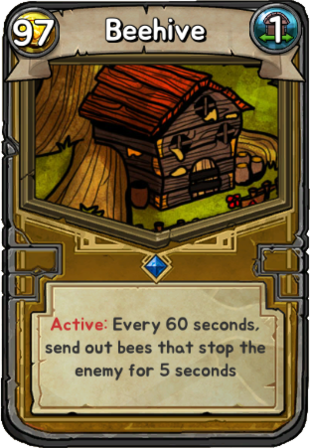 97 Beehive 1
Active: Every 60 seconds,
send out bees that stop the
enemy for 5 seconds